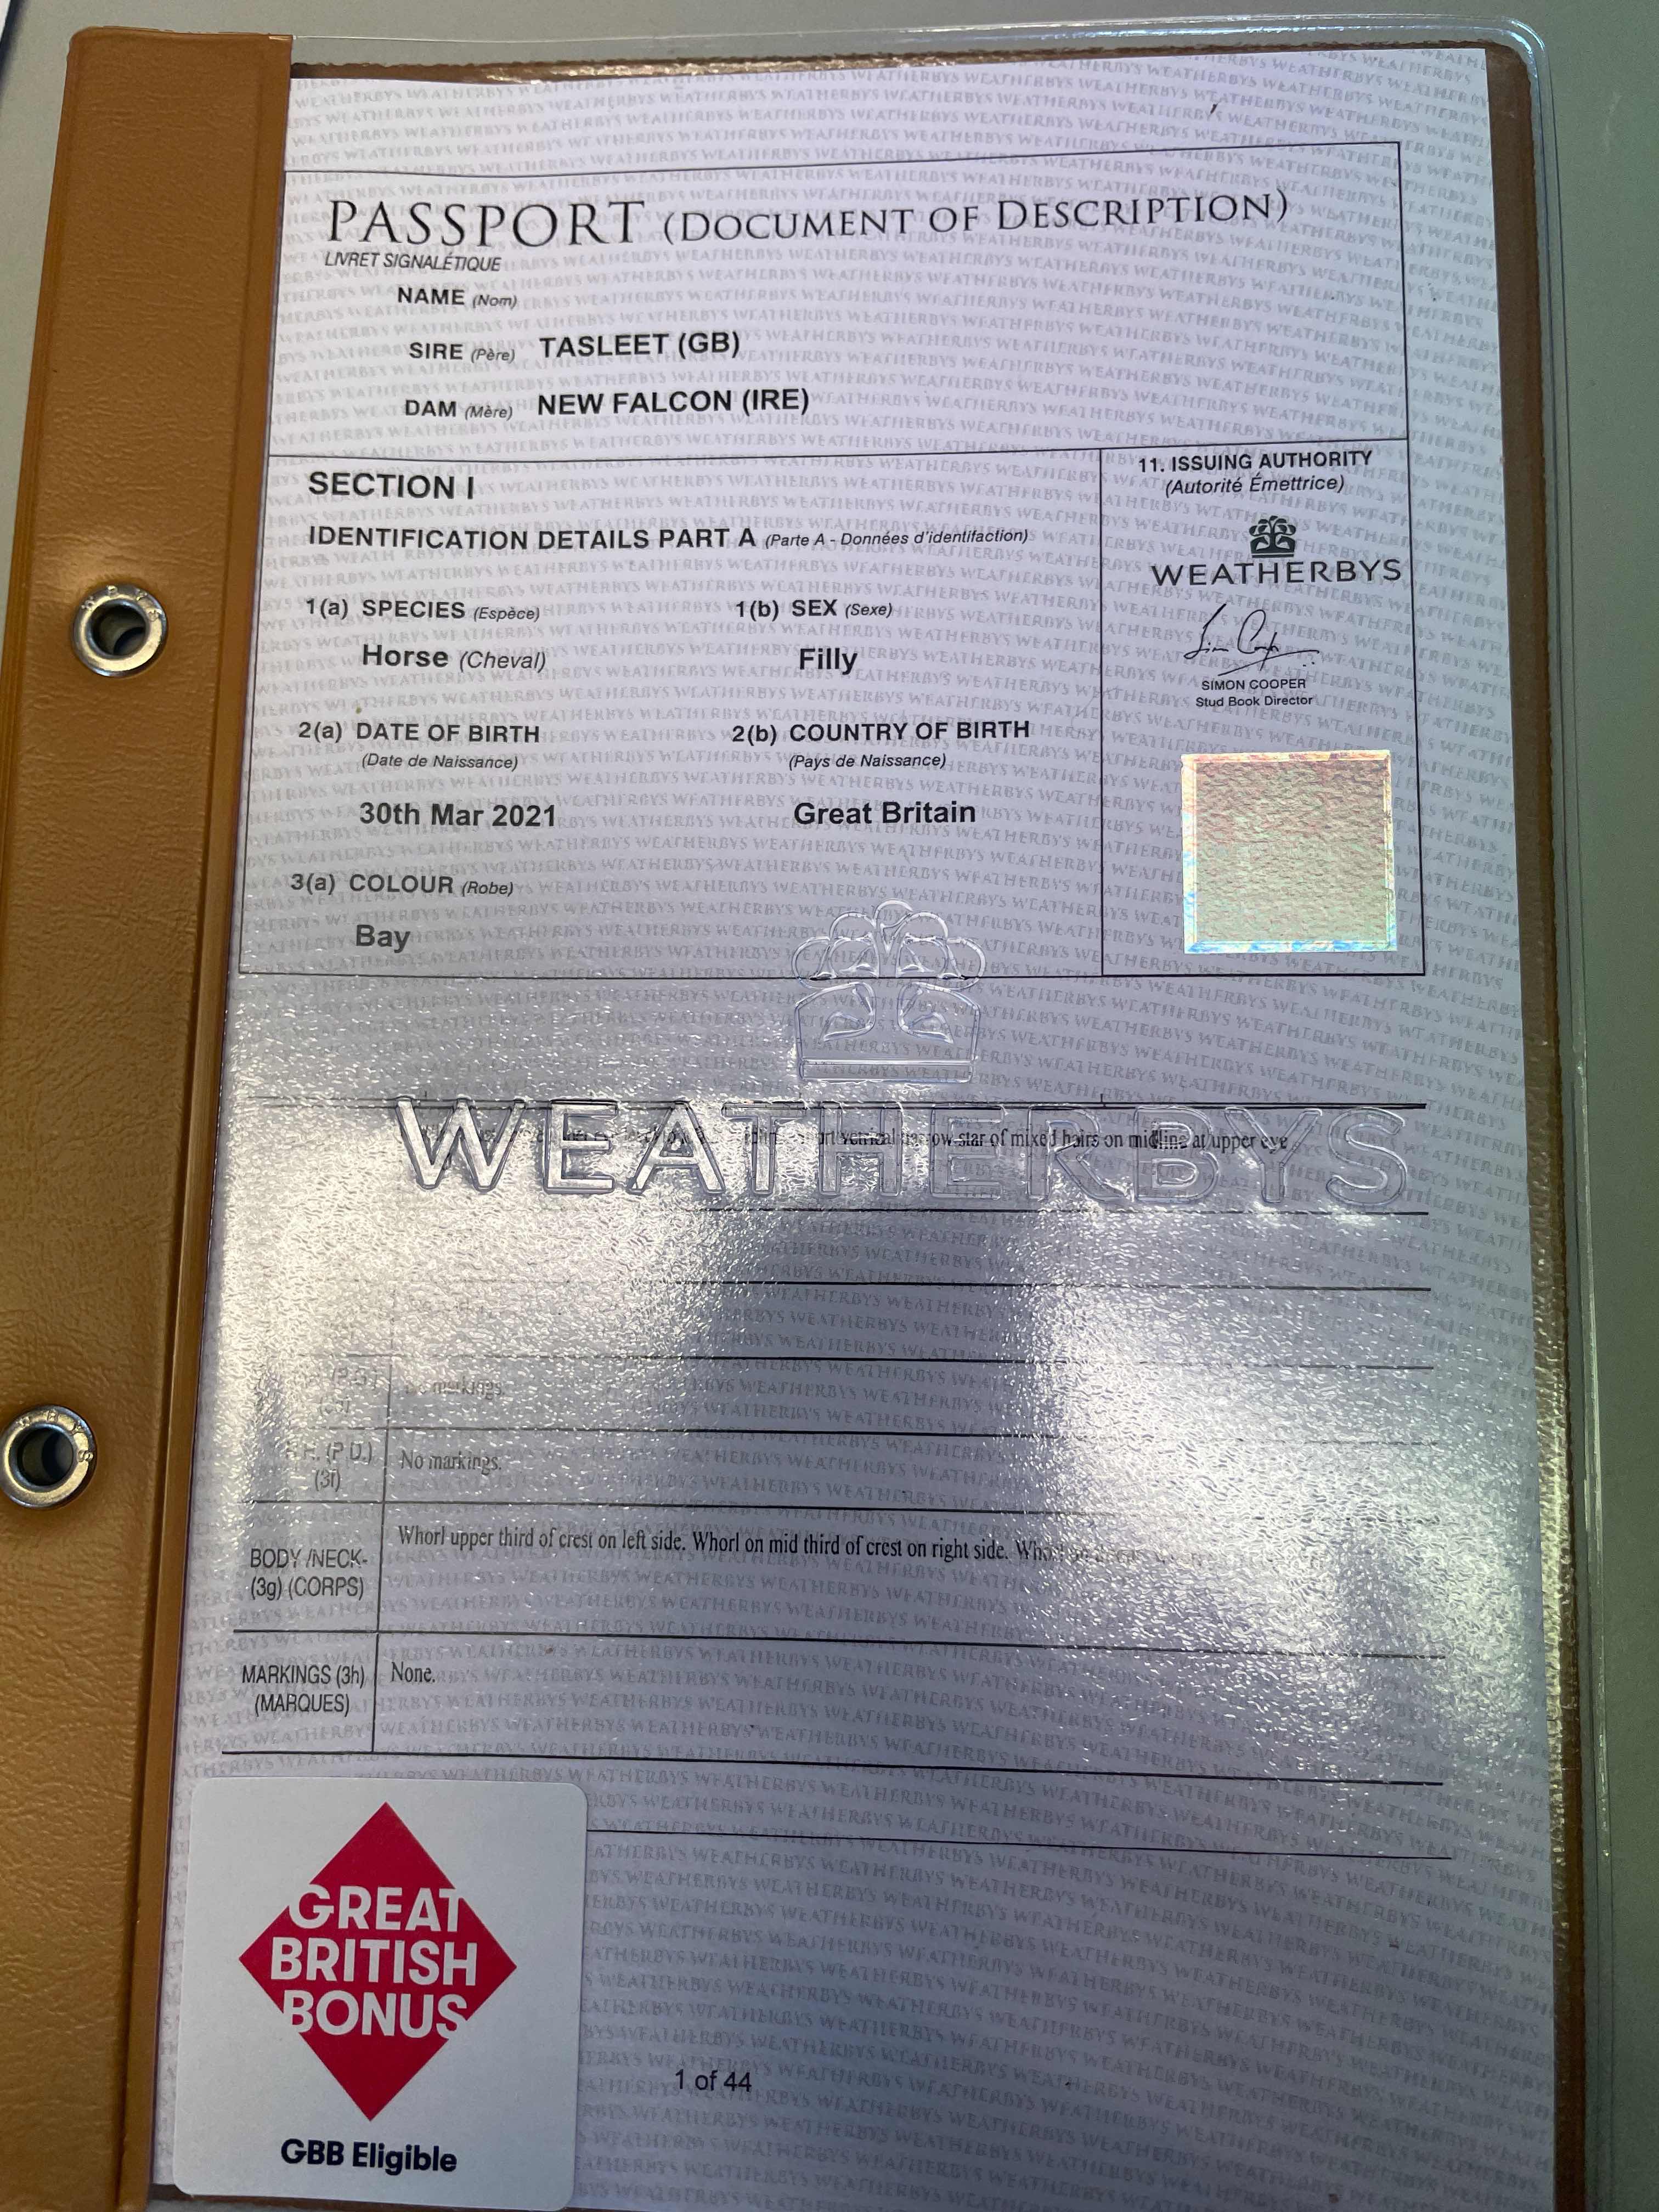 PASSPORT (DOCUMENT OF DESCRIPTION)
LIVRET SIGNALÉTIQUE
NAME (Nom)
SIRE (Père) TASLEET (GB)
DAM (Mère) NEW FALCON (IRE)
SECTION I
IDENTIFICATION DETAILS PART A (Parte A - Données d'identifaction)
1(a) SPECIES (Espèce) 1(b) SEX (Sexe)
Horse (Cheval) Filly
2(a) DATE OF BIRTH 2(b) COUNTRY OF BIRTH
(Date de Naissance) (Pays de Naissance)
30th Mar 2021 Great Britain
3(a) COLOUR (Robe)
Bay
11. ISSUING AUTHORITY
(Autorité Émettrice)
WEATHERBYS
SIMON COOPER
Stud Book Director
WEATHERBYS
star of mixed hairs on midline at upper eye
markings.
H. (P.D.) No markings.
(3f)
BODY /NECK- Whorl upper third of crest on left side. Whorl on mid third of crest on right side.
(3g) (CORPS)
MARKINGS (3h) None.
(MARQUES)
GREAT
BRITISH
BONUS
GBB Eligible
1 of 44